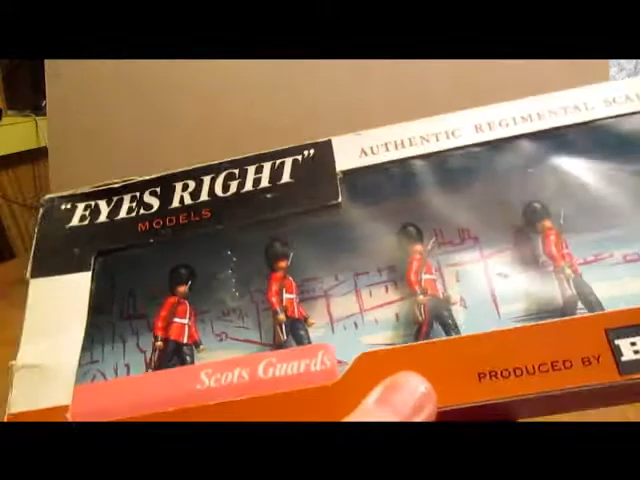 "EYES RIGHT"
MODELS
AUTHENTIC REGIMENTAL
Scots Guards
PRODUCED BY